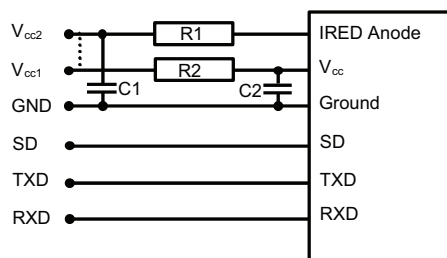 Vcc2 R1 IRED Anode
Vcc1 R2 Vcc
GND C1 C2 Ground
SD SD
TXD TXD
RXD RXD